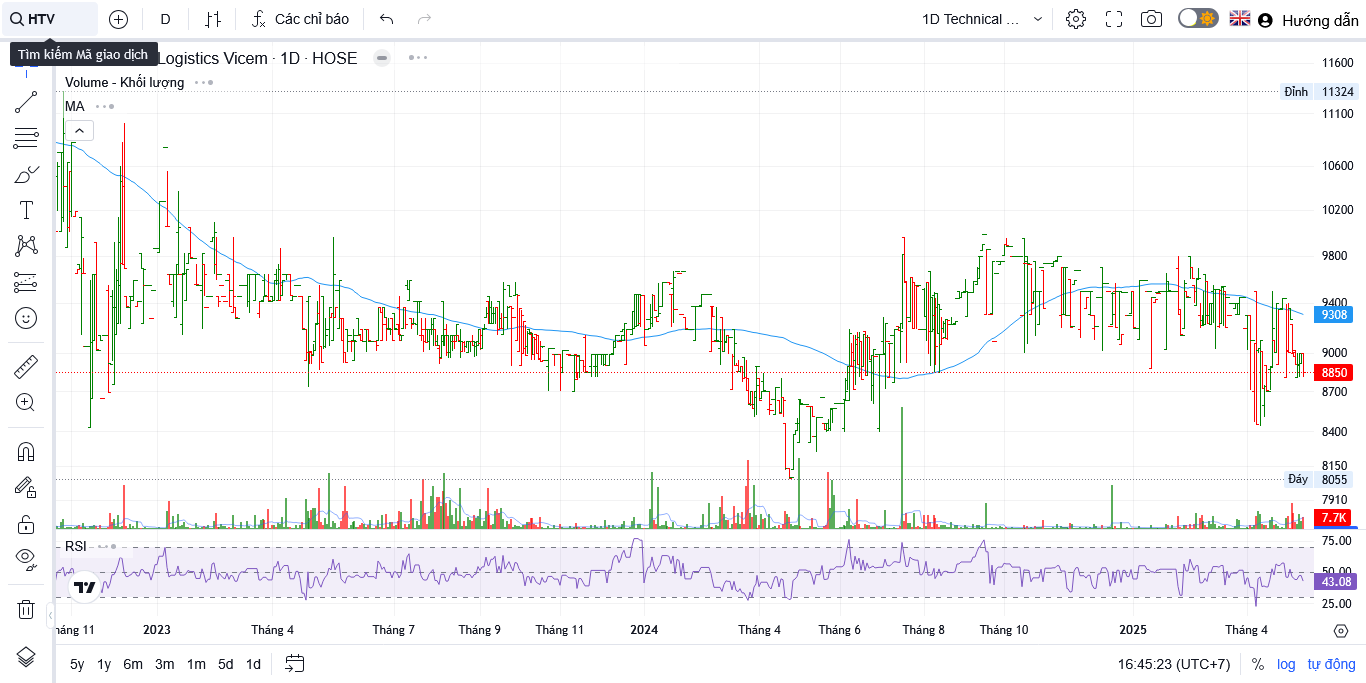 HTV
D
Các chỉ báo
1D Technical ...
Hướng dẫn
Tìm kiếm Mã giao dịch
Logistics Vicem · 1D · HOSE
Volume - Khối lượng
MA
11600
Đỉnh 11324
11100
10600
10200
9800
9400
9308
9000
8850
8700
8400
8150
Đáy 8055
7910
7.7K
RSI
75.00
50.00
43.08
25.00
háng 11 2023 Tháng 4 Tháng 7 Tháng 9 Tháng 11 2024 Tháng 4 Tháng 6 Tháng 8 Tháng 10 2025 Tháng 4
5y 1y 6m 3m 1m 5d 1d
16:45:23 (UTC+7) % log tự động